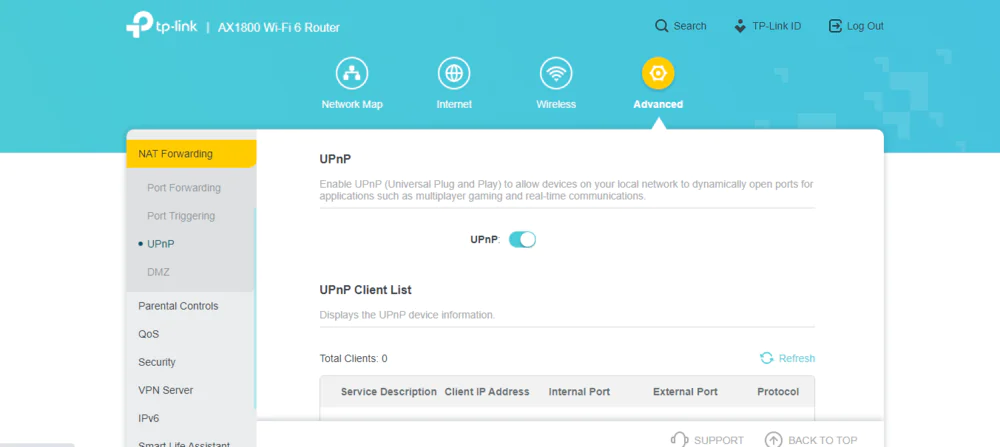 tp-link | AX1800 Wi-Fi 6 Router
Search
TP-Link ID
Log Out
Network Map
Internet
Wireless
Advanced
NAT Forwarding
Port Forwarding
Port Triggering
UPnP
DMZ
Parental Controls
QoS
Security
VPN Server
IPv6
Smart Life Assistant
UPnP
Enable UPnP (Universal Plug and Play) to allow devices on your local network to dynamically open ports for
applications such as multiplayer gaming and real-time communications.
UPnP:
UPnP Client List
Displays the UPnP device information.
Total Clients: 0
Refresh
Service Description Client IP Address Internal Port External Port Protocol
SUPPORT
BACK TO TOP